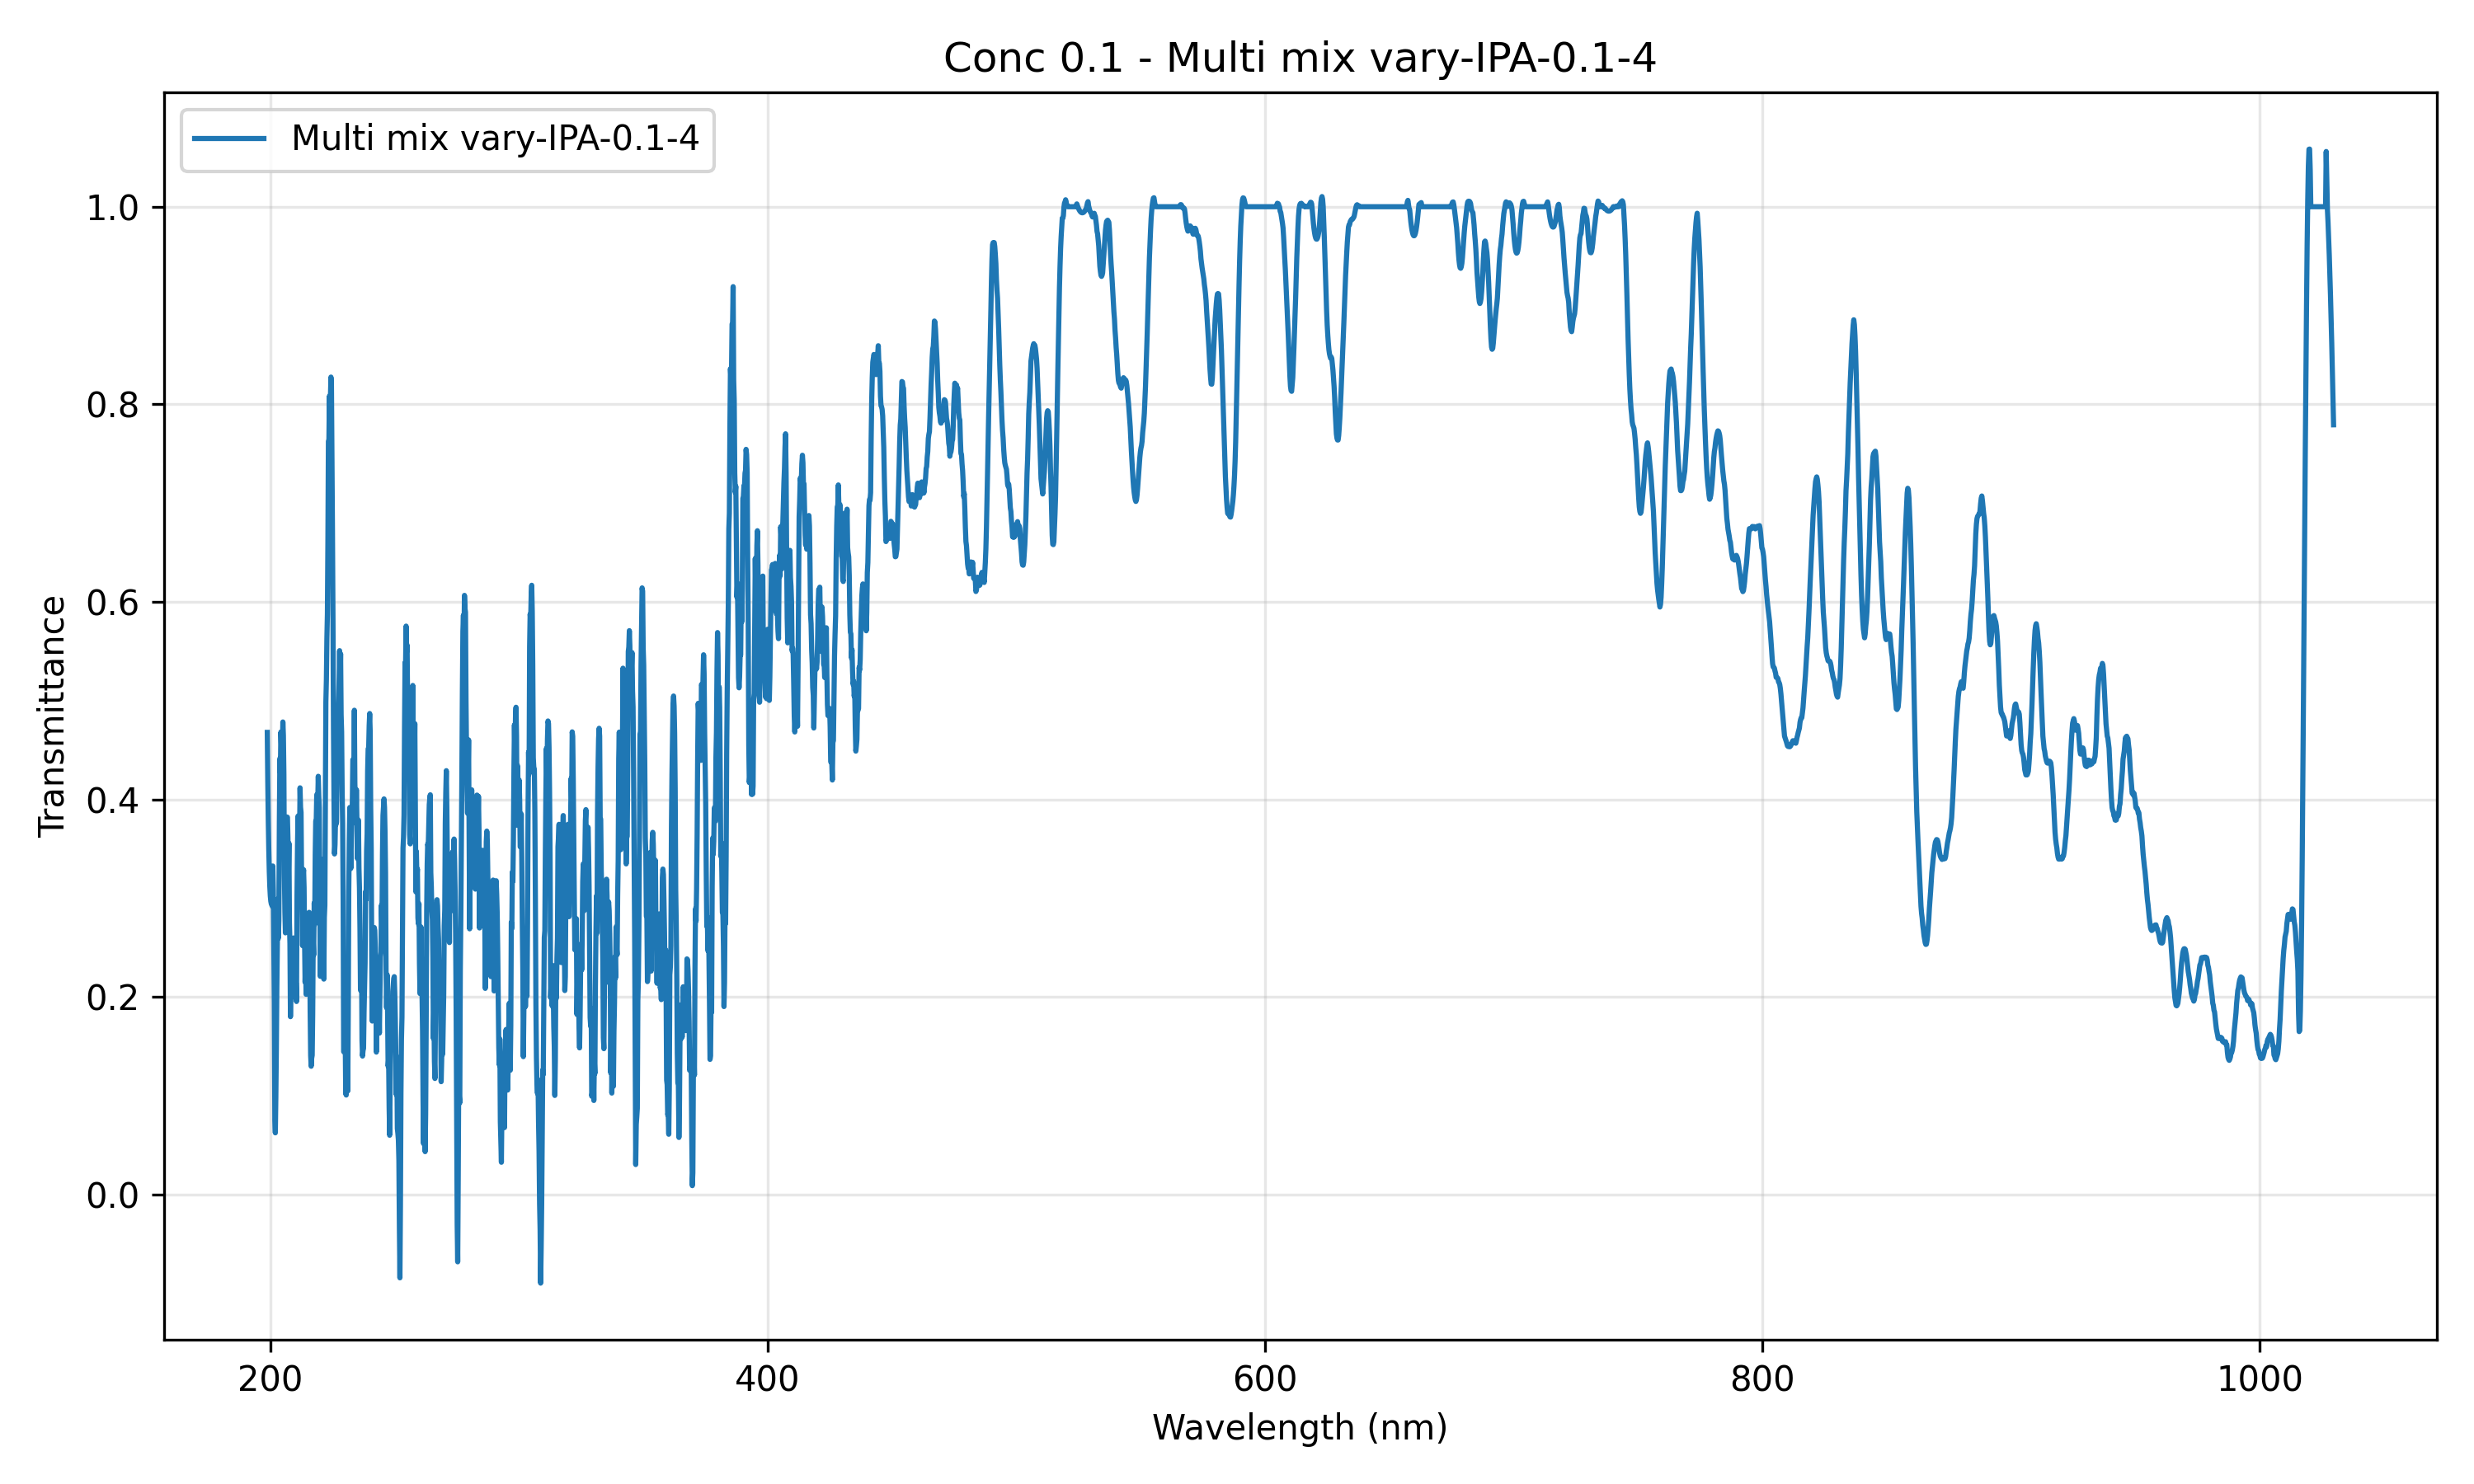 Conc 0.1 - Multi mix vary-IPA-0.1-4
Multi mix vary-IPA-0.1-4
Transmittance
1.0
0.8
0.6
0.4
0.2
0.0
200 400 600 800 1000
Wavelength (nm)